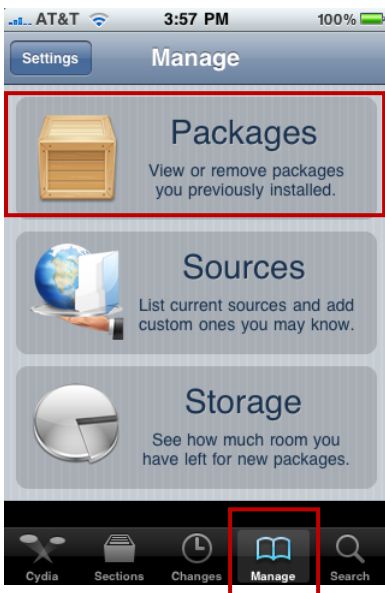 AT&T 3:57 PM 100%
Settings Manage
Packages
View or remove packages
you previously installed.
Sources
List current sources and add
custom ones you may know.
Storage
See how much room you
have left for new packages.
Cydia Sections Changes Manage Search